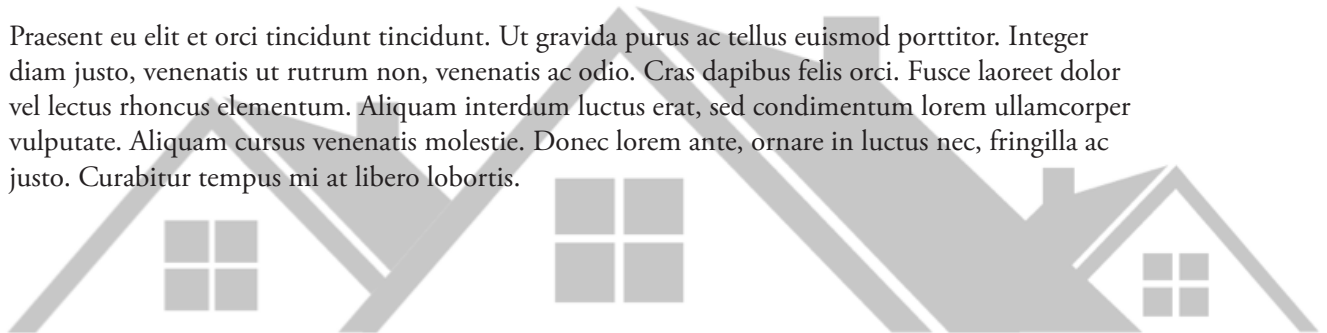 Praesent eu elit et orci tincidunt tincidunt. Ut gravida purus ac tellus euismod porttitor. Integer
diam justo, venenatis ut rutrum non, venenatis ac odio. Cras dapibus felis orci. Fusce laoreet dolor
vel lectus rhoncus elementum. Aliquam interdum luctus erat, sed condimentum lorem ullamcorper
vulputate. Aliquam cursus venenatis molestie. Donec lorem ante, ornare in luctus nec, fringilla ac
justo. Curabitur tempus mi at libero lobortis.